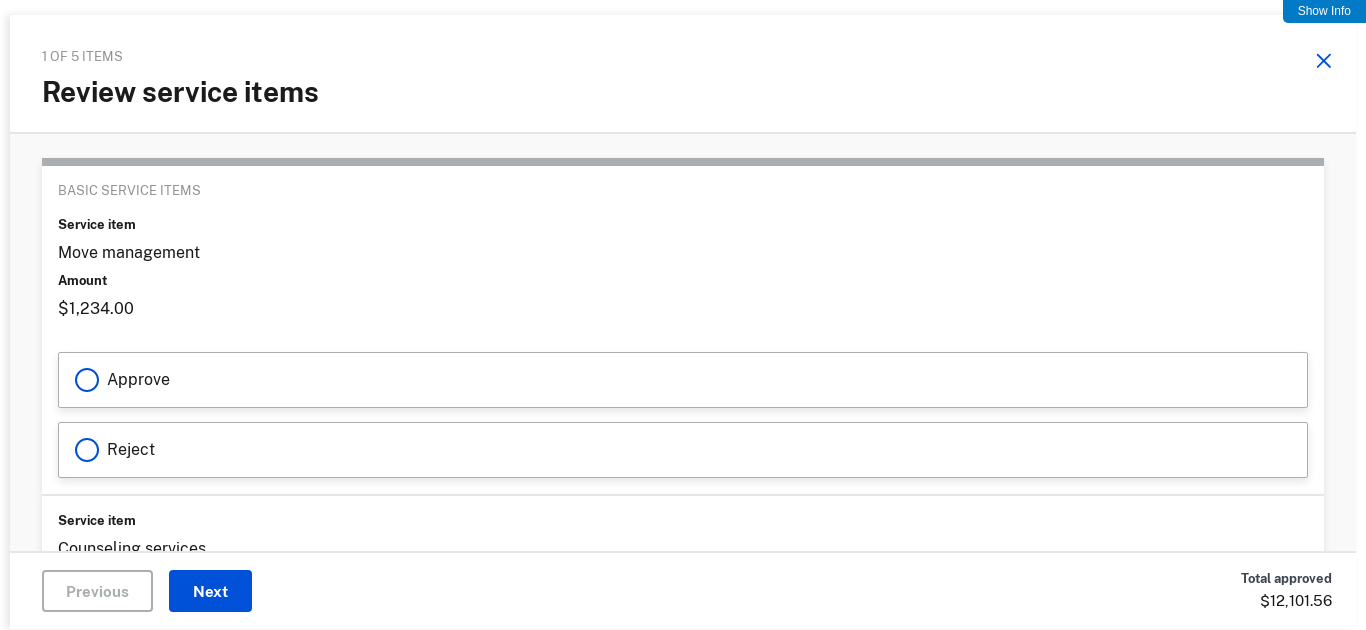 Show Info
1 OF 5 ITEMS
Review service items
BASIC SERVICE ITEMS
Service item
Move management
Amount
$1,234.00
Approve
Reject
Service item
Counseling services
Previous
Next
Total approved
$12,101.56